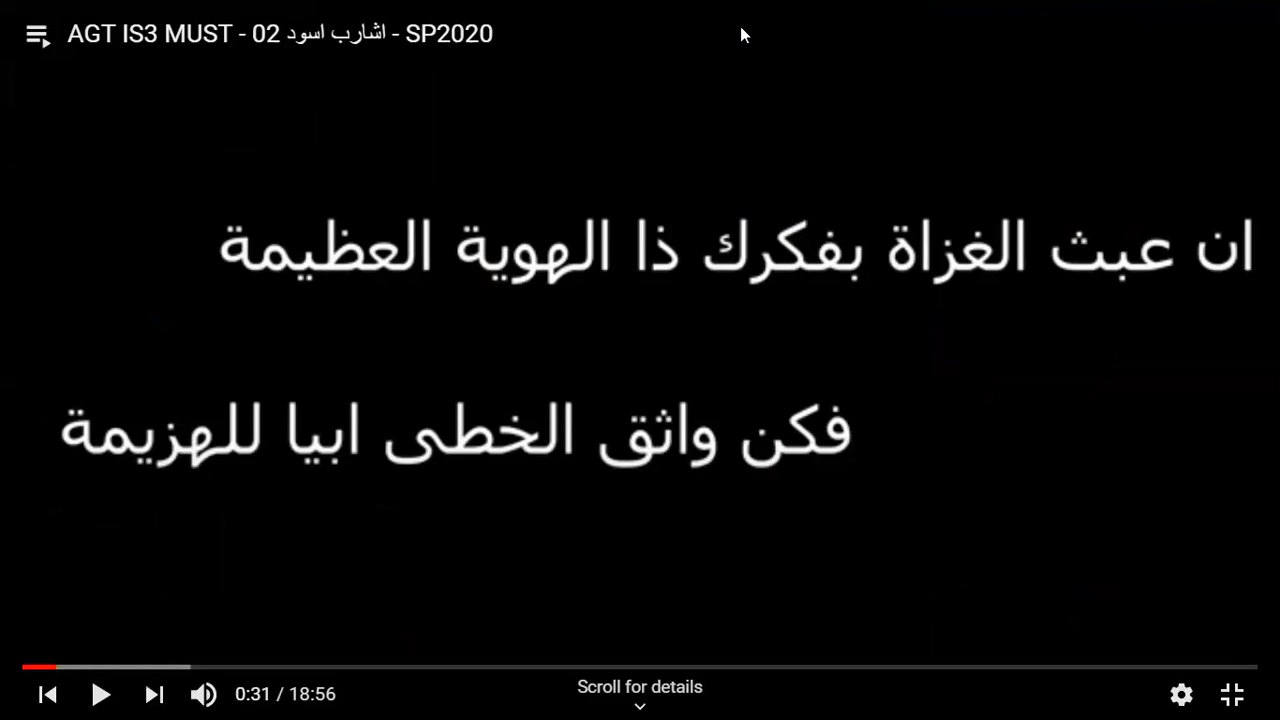 AGT IS3 MUST - 02 اشارب اسود - SP2020
ان عبث الغزاة بفكرك ذا الهوية العظيمة
فكن واثق الخطى ابيا للهزيمة
Scroll for details
0:31 / 18:56